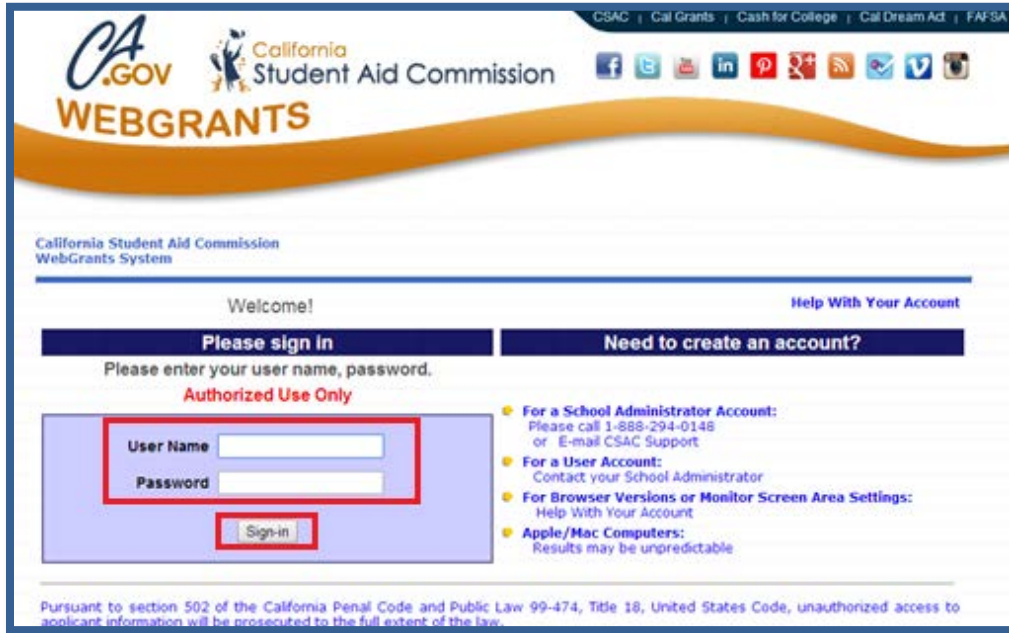 CSAC | Cal Grants | Cash for College | Cal Dream Act | FAFSA
CA.GOV
California
Student Aid Commission
WEBGRANTS
California Student Aid Commission
WebGrants System
Welcome!
Help With Your Account
Please sign in
Need to create an account?
Please enter your user name, password.
Authorized Use Only
User Name
Password
Sign-in
For a School Administrator Account:
Please call 1-888-294-0148
or E-mail CSAC Support
For a User Account:
Contact your School Administrator
For Browser Versions or Monitor Screen Area Settings:
Help With Your Account
Apple/Mac Computers:
Results may be unpredictable
Pursuant to section 502 of the California Penal Code and Public Law 99-474, Title 18, United States Code, unauthorized access to
applicant information will be prosecuted to the full extent of the law.